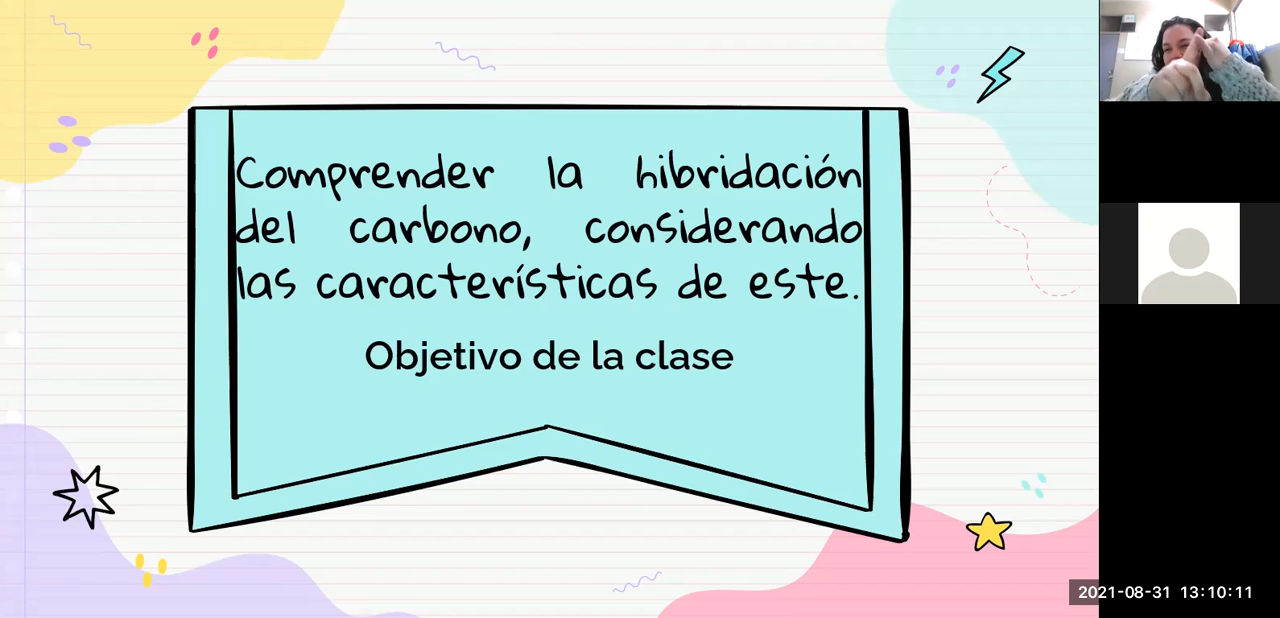 Comprender la hibridación
del carbono, considerando
las características de este.
Objetivo de la clase
2021-08-31 13:10:11